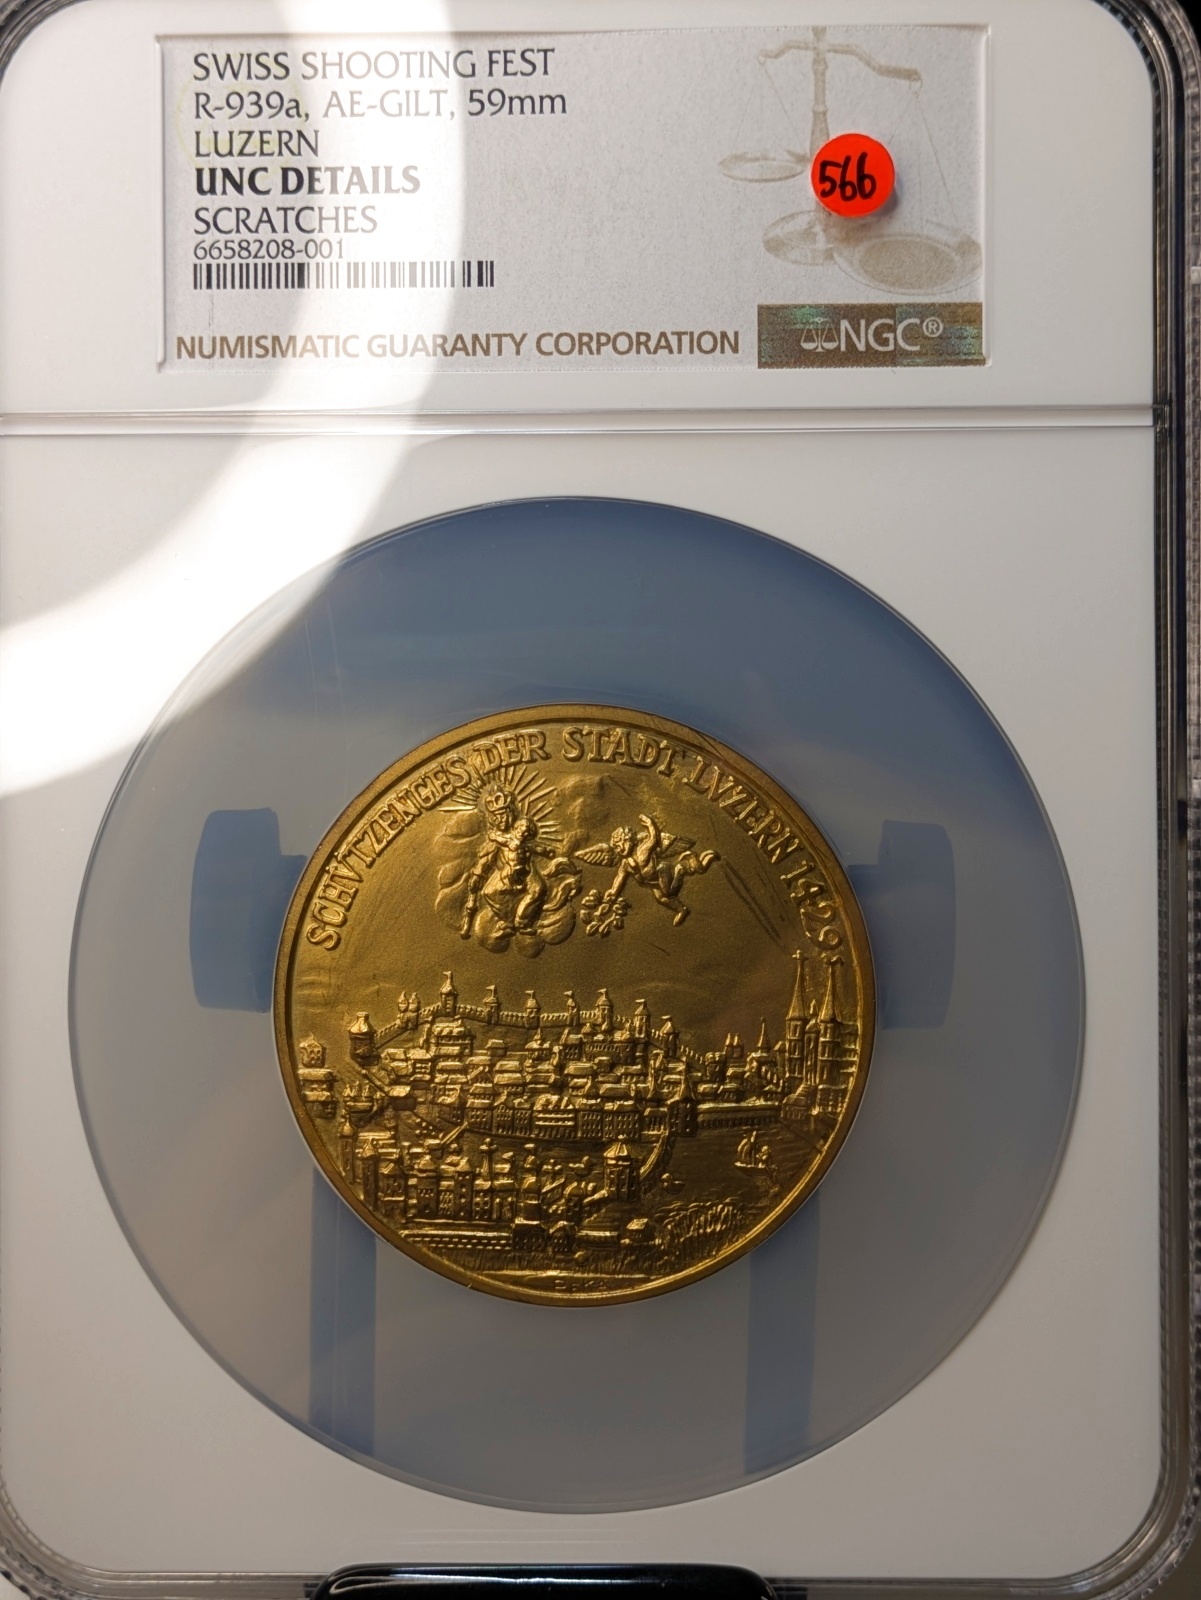 SWISS SHOOTING FEST
R-939a, AE-GILT, 59mm
LUZERN
UNC DETAILS
SCRATCHES
6658208-001
566
NUMISMATIC GUARANTY CORPORATION
NGC®
SCHVTZENGES DER STADT LVZERN 1429